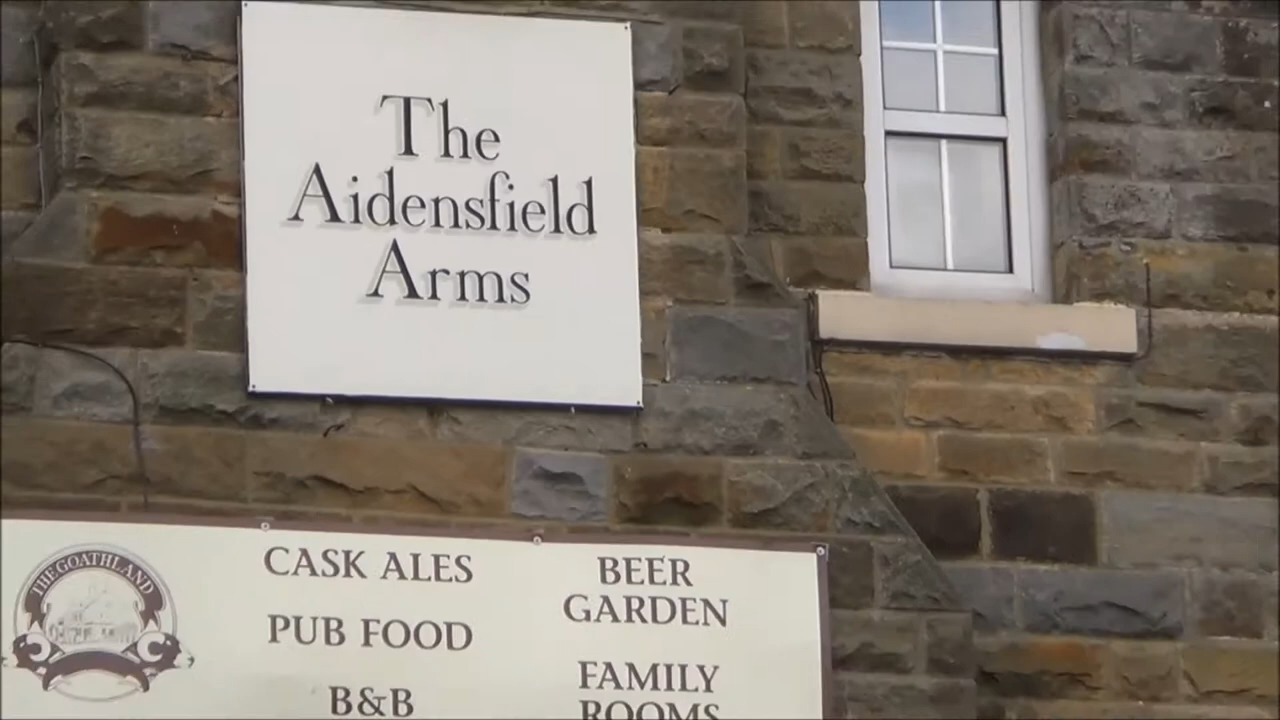 The
Aidensfield
Arms
THE GOATHLAND
CASK ALES
PUB FOOD
B&B
BEER
GARDEN
FAMILY
ROOMS